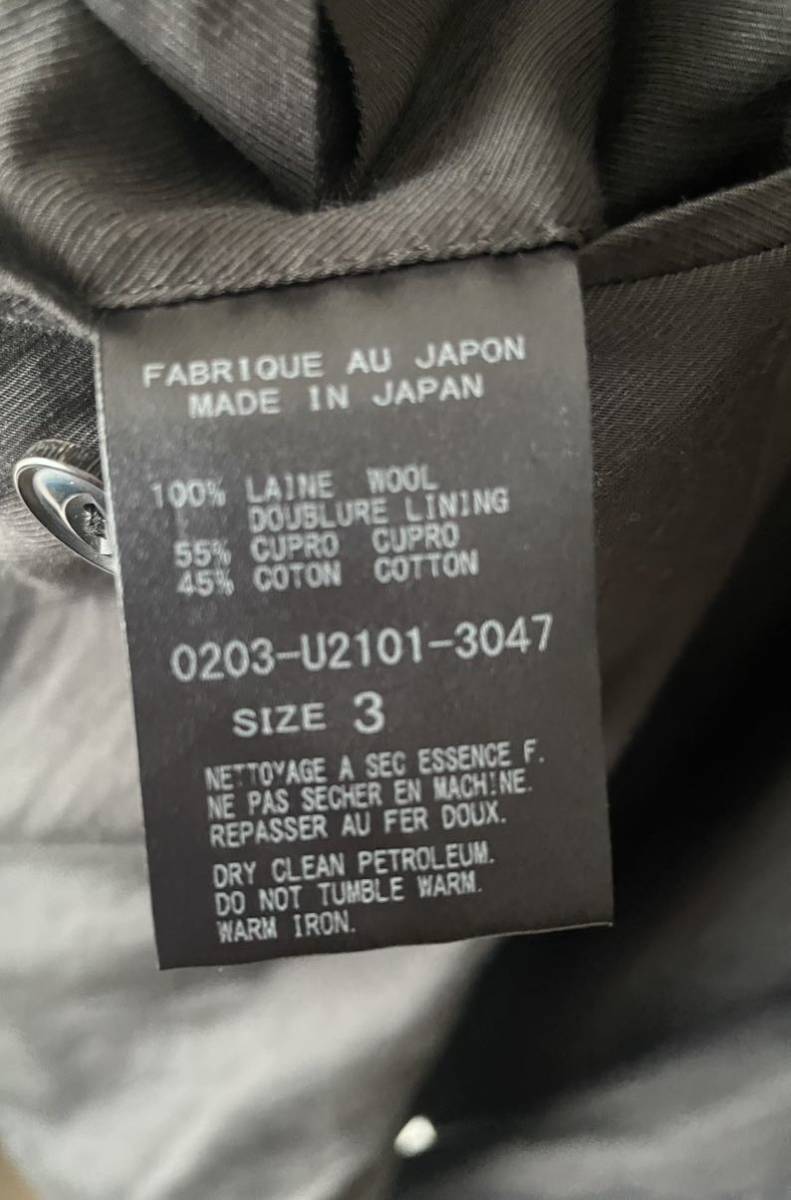 FABRIQUE AU JAPON
MADE IN JAPAN
100% LAINE WOOL
DOUBLURE LINING
55% CUPRO CUPRO
45% COTON COTTON
0203-U2101-3047
SIZE 3
NETTOYAGE A SEC ESSENCE F.
NE PAS SECHER EN MACHINE.
REPASSER AU FER DOUX.
DRY CLEAN PETROLEUM.
DO NOT TUMBLE WARM.
WARM IRON.